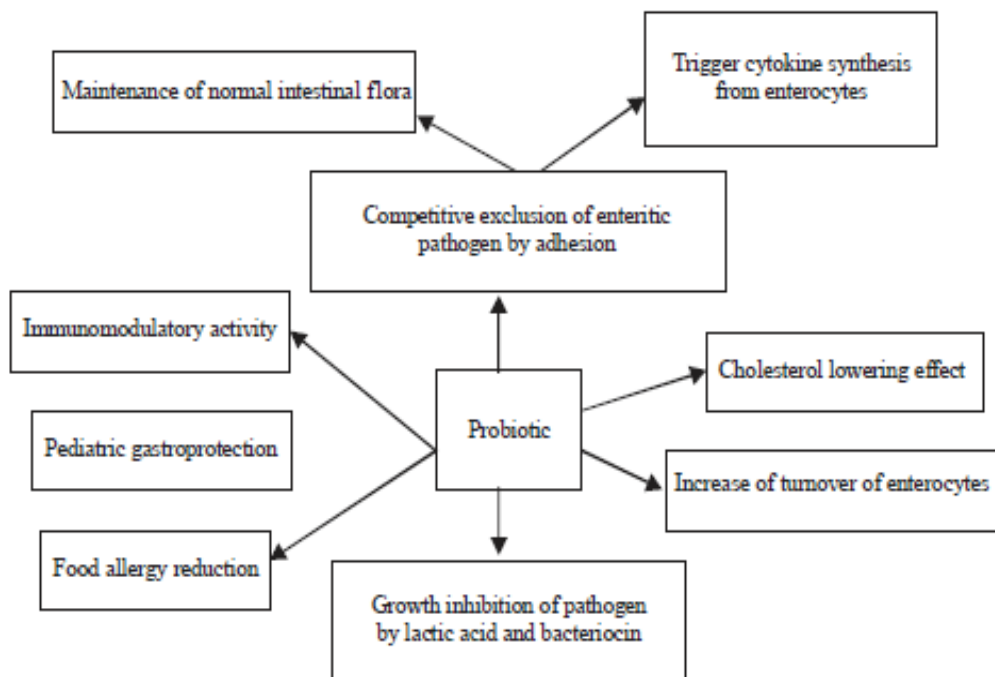 Maintenance of normal intestinal flora
Trigger cytokine synthesis
from enterocytes
Competitive exclusion of enteritic
pathogen by adhesion
Immunomodulatory activity
Cholesterol lowering effect
Probiotic
Pediatric gastroprotection
Increase of turnover of enterocytes
Food allergy reduction
Growth inhibition of pathogen
by lactic acid and bacteriocin